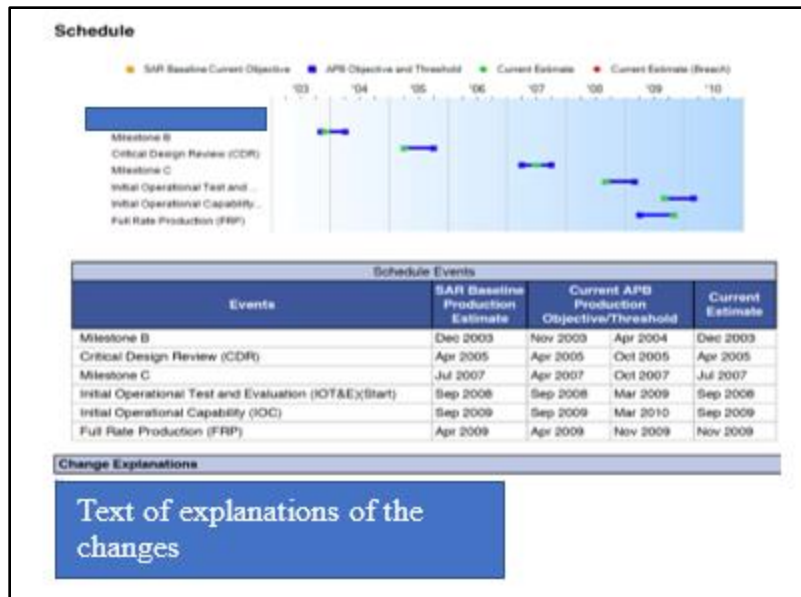 Schedule
SAR Baseline Current Objective APB Objective and Threshold Current Estimate Current Estimate (Breach)
'03 '04 '05 '06 '07 '08 '09 '10
Milestone B
Critical Design Review (CDR)
Milestone C
Initial Operational Test and ...
Initial Operational Capability...
Full Rate Production (FRP)
Schedule Events
Events SAR Baseline Production Estimate Current APB Production Objective/Threshold Current Estimate
Milestone B Dec 2003 Nov 2003 Apr 2004 Dec 2003
Critical Design Review (CDR) Apr 2005 Apr 2005 Oct 2005 Apr 2005
Milestone C Jul 2007 Apr 2007 Oct 2007 Jul 2007
Initial Operational Test and Evaluation (IOT&E)(Start) Sep 2008 Sep 2008 Mar 2009 Sep 2008
Initial Operational Capability (IOC) Sep 2009 Sep 2009 Mar 2010 Sep 2009
Full Rate Production (FRP) Apr 2009 Apr 2009 Nov 2009 Nov 2009
Change Explanations
Text of explanations of the
changes